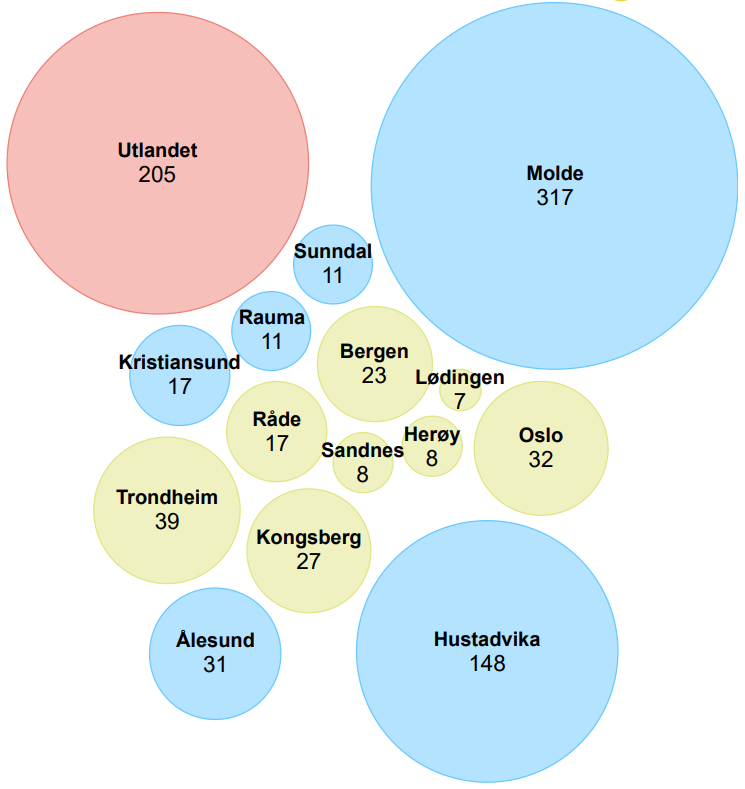 Utlandet
205
Molde
317
Sunndal
11
Rauma
11
Kristiansund
17
Bergen
23
Lødingen
7
Råde
17
Sandnes
8
Herøy
8
Oslo
32
Trondheim
39
Kongsberg
27
Ålesund
31
Hustadvika
148